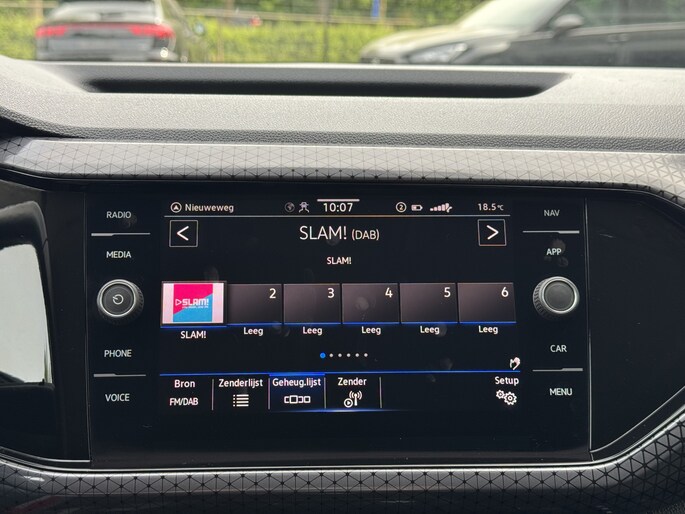 Nieuweweg
10:07
2
18.5°C
SLAM! (DAB)
SLAM!
SLAM!
2
3
4
5
6
SLAM!
Leeg
Leeg
Leeg
Leeg
Leeg
Bron
Zenderlijst
Geheug.lijst
Zender
Setup
FM/DAB
RADIO
MEDIA
PHONE
VOICE
NAV
APP
CAR
MENU